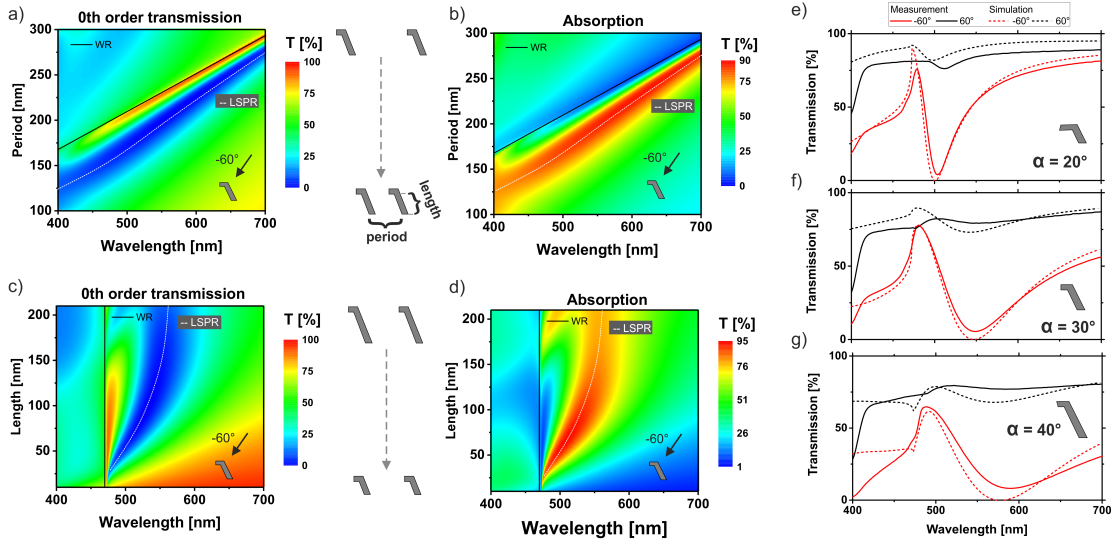 a)
0th order transmission
WR
-- LSPR
-60°
Period [nm]
300
250
200
150
100
400
500
600
700
Wavelength [nm]
T [%]
100
75
50
25
0
length
period
b)
Absorption
WR
-- LSPR
-60°
Period [nm]
300
250
200
150
100
400
500
600
700
Wavelength [nm]
T [%]
90
75
50
25
0
c)
0th order transmission
WR
-- LSPR
-60°
Length [nm]
200
150
100
50
400
500
600
700
Wavelength [nm]
T [%]
100
75
50
25
0
d)
Absorption
WR
-- LSPR
-60°
Length [nm]
200
150
100
50
400
500
600
700
Wavelength [nm]
T [%]
95
75
50
25
1
Measurement Simulation
-60° 60° -60° 60°
e)
Transmission [%]
100
50
0
α = 20°
f)
Transmission [%]
100
50
0
α = 30°
g)
Transmission [%]
100
50
0
α = 40°
400
500
600
700
Wavelength [nm]